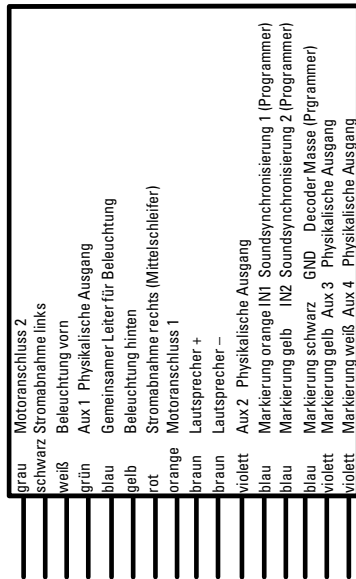 grau Motoranschluss 2
schwarz Stromabnahme links
weiß Beleuchtung vorn
grün Aux 1 Physikalische Ausgang
blau Gemeinsamer Leiter für Beleuchtung
gelb Beleuchtung hinten
rot Stromabnahme rechts (Mittelschleifer)
orange Motoranschluss 1
braun Lautsprecher +
braun Lautsprecher –
violett Aux 2 Physikalische Ausgang
blau Markierung orange IN1 Soundsynchronisierung 1 (Programmer)
blau Markierung gelb IN2 Soundsynchronisierung 2 (Programmer)
blau Markierung schwarz GND Decoder Masse (Prgrammer)
violett Markierung gelb Aux 3 Physikalische Ausgang
violett Markierung weiß Aux 4 Physikalische Ausgang